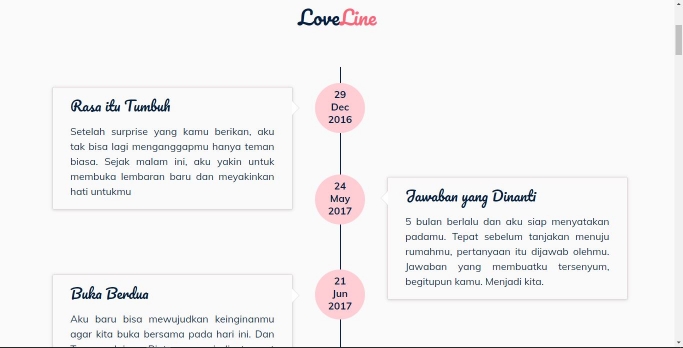 LoveLine
Rasa itu Tumbuh
Setelah surprise yang kamu berikan, aku
tak bisa lagi menganggapmu hanya teman
biasa. Sejak malam ini, aku yakin untuk
membuka lembaran baru dan meyakinkan
hati untukmu
29
Dec
2016
24
May
2017
Jawaban yang Dinanti
5 bulan berlalu dan aku siap menyatakan
padamu. Tepat sebelum tanjakan menuju
rumahmu, pertanyaan itu dijawab olehmu.
Jawaban yang membuatku tersenyum,
begitupun kamu. Menjadi kita.
21
Jun
2017
Buka Berdua
Aku baru bisa mewujudkan keinginanmu
agar kita buka bersama pada hari ini. Dan